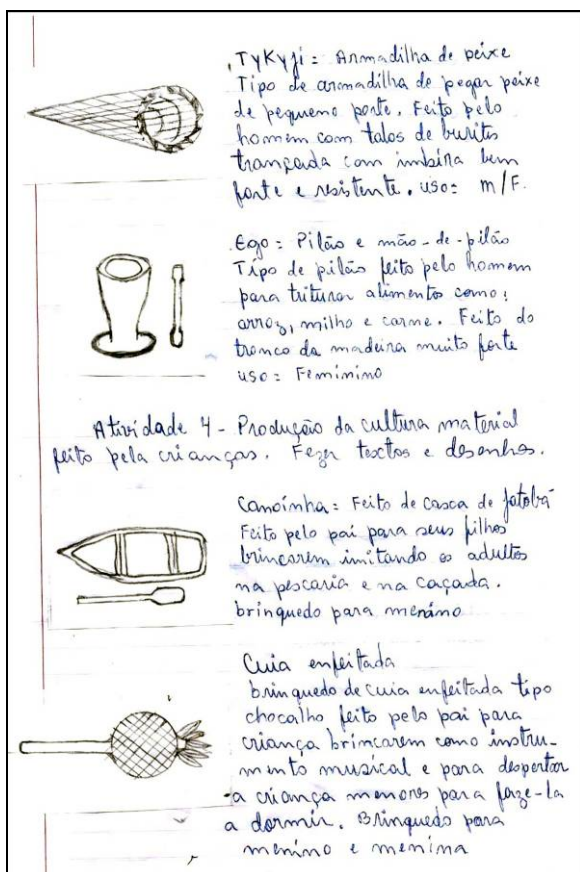 TyKyji = Armadilha de peixe
Tipo de armadilha de pegar peixe
de pequeno porte. Feito pelo
homem com talos de buriti
trançada com imbira bem
forte e resistente. uso = m/F.
Ego = Pilão e mão-de-pilão
Tipo de pilão feito pelo homem
para triturar alimentos como:
arroz, milho e carne. Feito do
tronco da madeira muito forte
uso = Feminino
Atividade 4 - Produção da cultura material
feito pela crianças. Fezer textos e desenhos.
Canoinha = Feito de casca de Jatobá
Feito pelo pai para seus filhos
brincarem imitando os adultos
na pescaria e na caçada.
brinquedo para menino
Cuia enfeitada
brinquedo de cuia enfeitada tipo
chocalho feito pelo pai para
criança brincarem como instru-
mento musical e para despertar
a criança menores para faze-la
a dormir. Brinquedo para
menino e menina